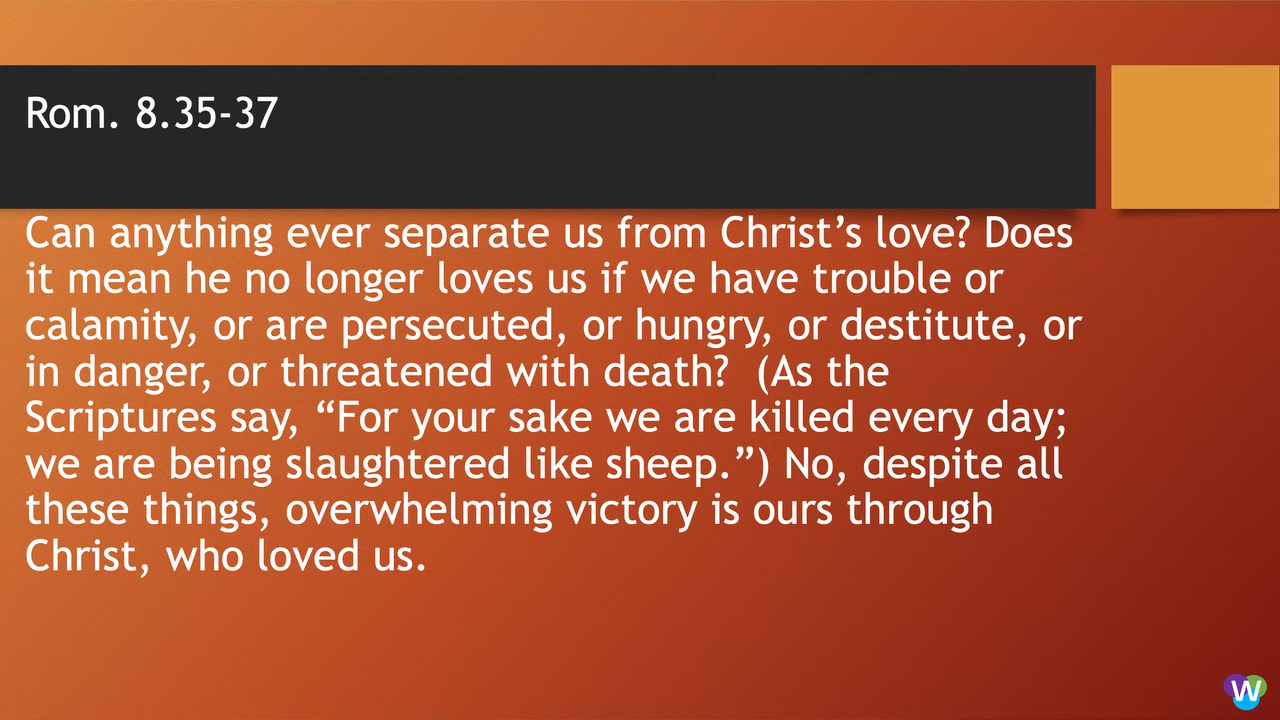 Rom. 8.35-37
Can anything ever separate us from Christ’s love? Does
it mean he no longer loves us if we have trouble or
calamity, or are persecuted, or hungry, or destitute, or
in danger, or threatened with death?  (As the
Scriptures say, “For your sake we are killed every day;
we are being slaughtered like sheep.”) No, despite all
these things, overwhelming victory is ours through
Christ, who loved us.
W